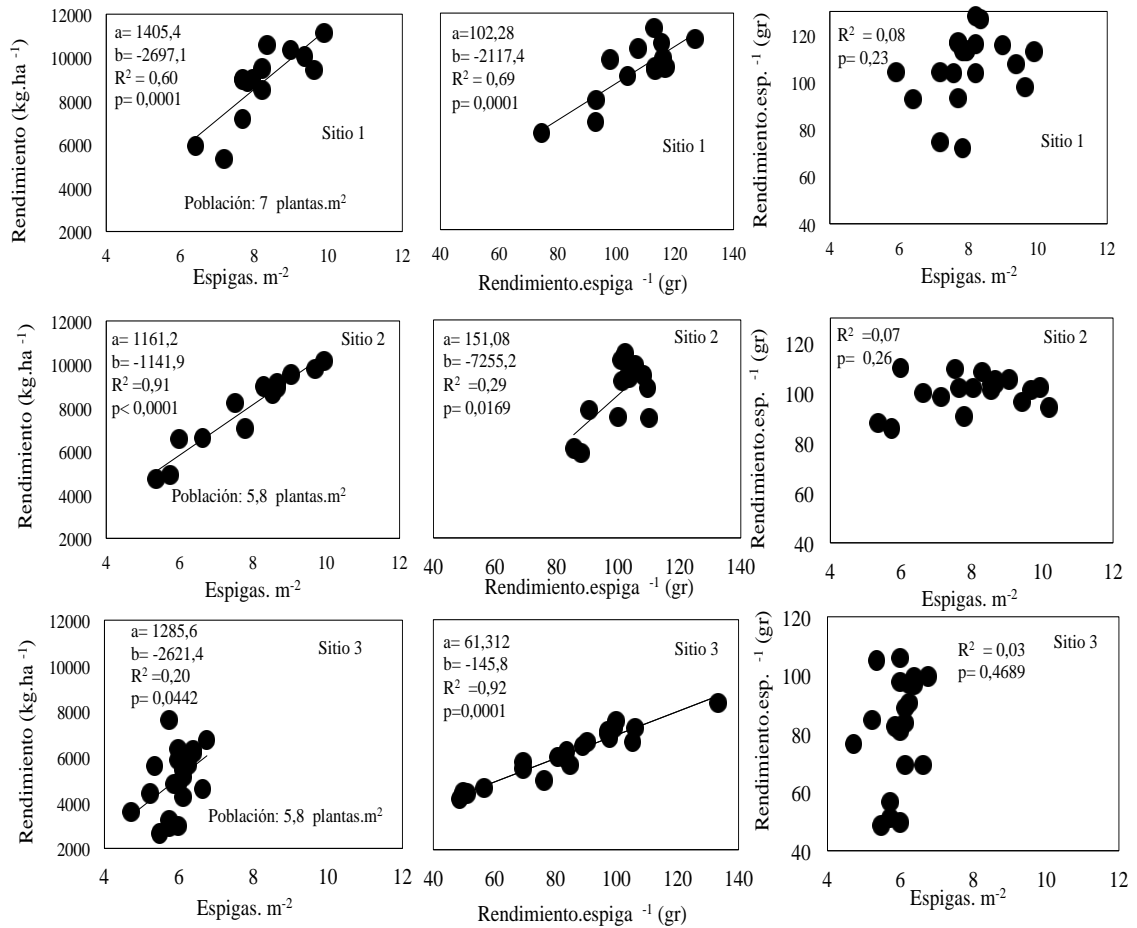 Rendimiento (kg.ha -1)
12000
10000
8000
6000
4000
2000
a= 1405,4
b= -2697,1
R2 = 0,60
p= 0,0001
Sitio 1
Población: 7 plantas.m2
4 6 8 10 12
Espigas. m-2
a= 102,28
b= -2117,4
R2 = 0,69
p= 0,0001
Sitio 1
40 60 80 100 120 140
Rendimiento.espiga -1 (gr)
Rendimiento.esp. -1 (gr)
120
100
80
60
40
R2 = 0,08
p= 0,23
Sitio 1
4 6 8 10 12
Espigas. m-2
Rendimiento (kg.ha -1)
12000
10000
8000
6000
4000
2000
a= 1161,2
b= -1141,9
R2 = 0,91
p< 0,0001
Sitio 2
Población: 5,8 plantas.m2
4 6 8 10 12
Espigas. m-2
a= 151,08
b= -7255,2
R2 = 0,29
p= 0,0169
Sitio 2
40 60 80 100 120 140
Rendimiento.espiga -1 (gr)
Rendimiento.esp. -1 (gr)
120
100
80
60
40
R2 =0,07
p= 0,26
Sitio 2
4 6 8 10 12
Espigas. m-2
Rendimiento (kg.ha -1)
12000
10000
8000
6000
4000
2000
a= 1285,6
b= -2621,4
R2 =0,20
p= 0,0442
Sitio 3
Población: 5,8 plantas.m2
4 6 8 10 12
Espigas. m-2
a= 61,312
b= -145,8
R2 = 0,92
p=0,0001
Sitio 3
40 60 80 100 120 140
Rendimiento.espiga -1 (gr)
Rendimiento.esp. -1 (gr)
120
100
80
60
40
R2 = 0,03
p= 0,4689
Sitio 3
4 6 8 10 12
Espigas. m-2